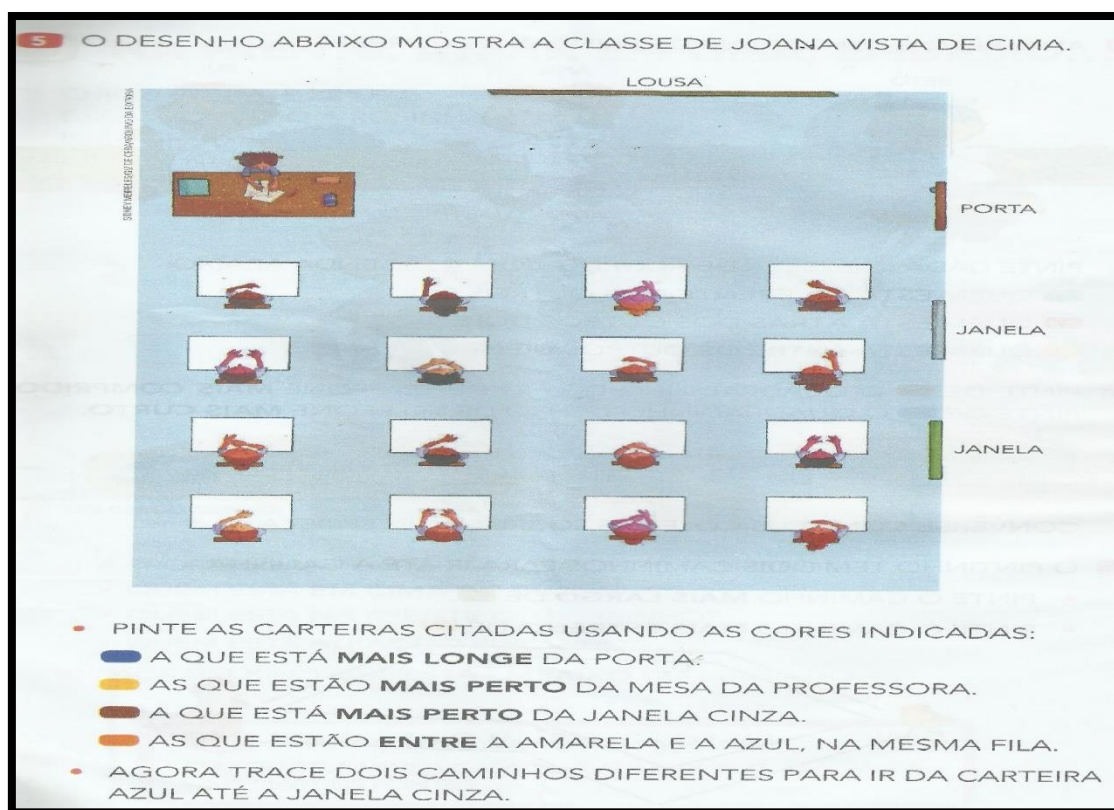 5 O DESENHO ABAIXO MOSTRA A CLASSE DE JOANA VISTA DE CIMA.
LOUSA
PORTA
JANELA
JANELA
• PINTE AS CARTEIRAS CITADAS USANDO AS CORES INDICADAS:
A QUE ESTÁ MAIS LONGE DA PORTA.
AS QUE ESTÃO MAIS PERTO DA MESA DA PROFESSORA.
A QUE ESTÁ MAIS PERTO DA JANELA CINZA.
AS QUE ESTÃO ENTRE A AMARELA E A AZUL, NA MESMA FILA.
• AGORA TRACE DOIS CAMINHOS DIFERENTES PARA IR DA CARTEIRA
AZUL ATÉ A JANELA CINZA.